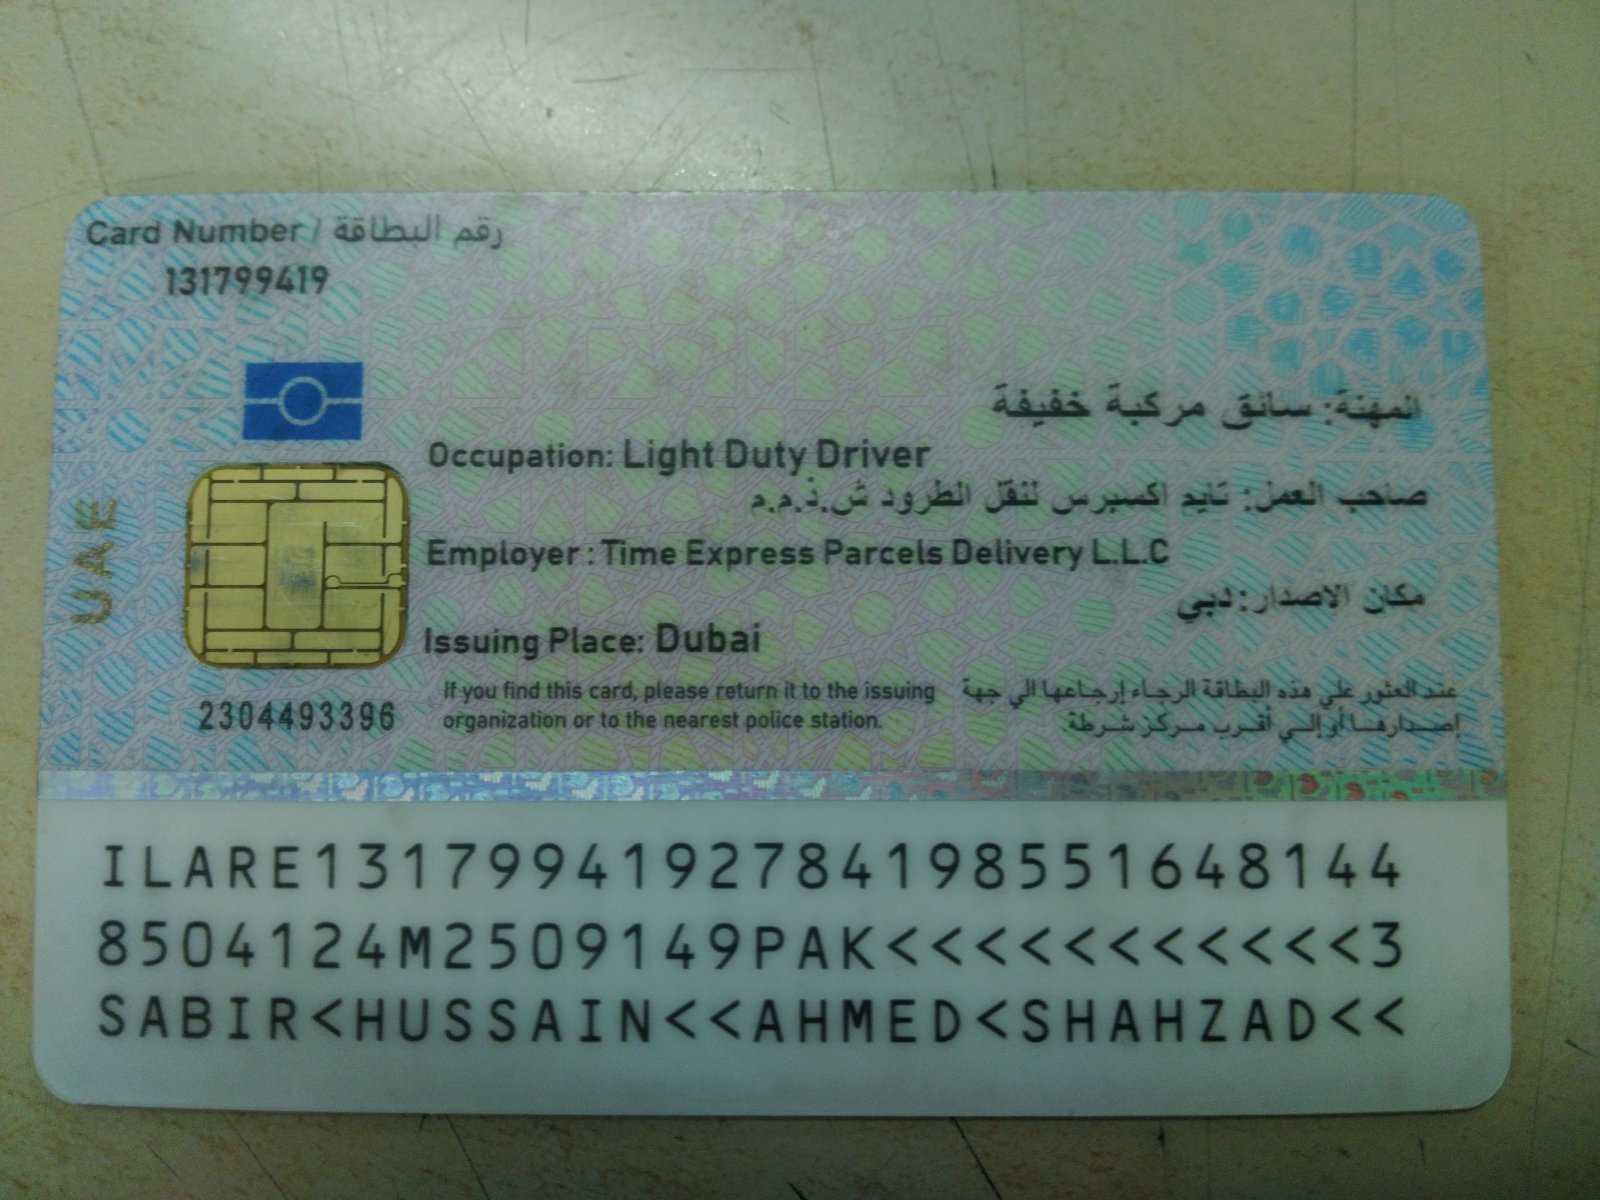 Card Number / رقم البطاقة
131799419
المهنة: سائق مركبة خفيفة
Occupation: Light Duty Driver
صاحب العمل: تايم اكسبرس لنقل الطرود ش.ذ.م.م
Employer : Time Express Parcels Delivery L.L.C
مكان الاصدار: دبي
Issuing Place: Dubai
UAE
If you find this card, please return it to the issuing
organization or to the nearest police station.
عند العثور علي هذه البطاقة الرجاء إرجاعها الي جهة
إصدارها أو إلي أقرب مركز شرطة.
2304493396
ILARE1317994192784198551648144
8504124M2509149PAK<<<<<<<<<<<3
SABIR<HUSSAIN<<AHMED<SHAHZAD<<